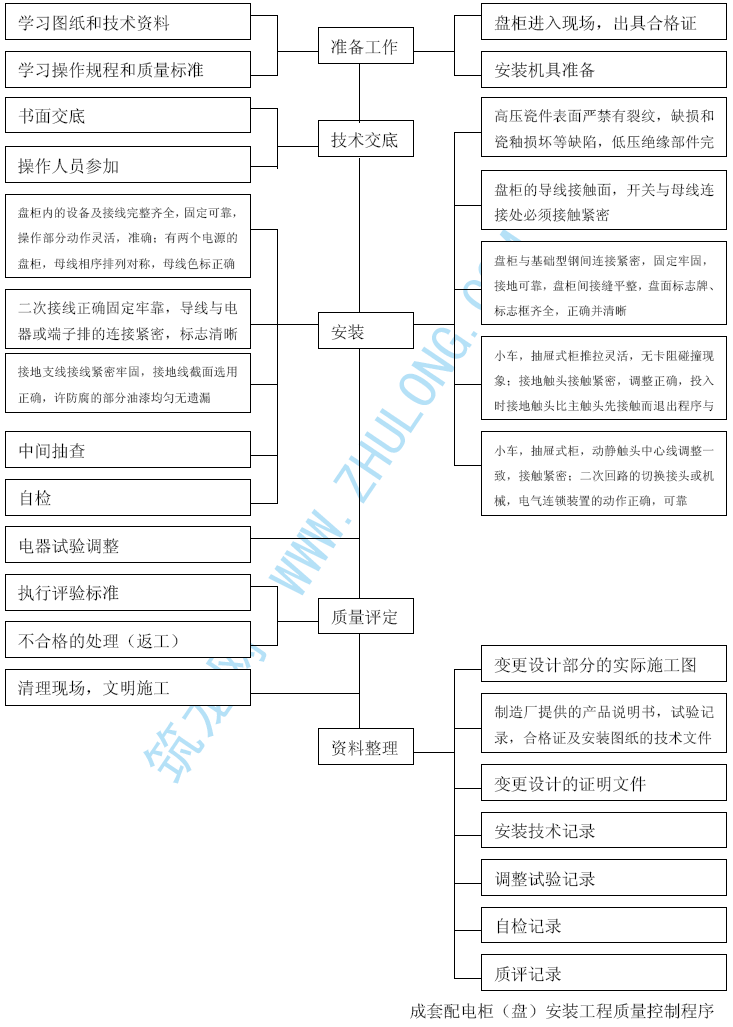 学习图纸和技术资料
学习操作规程和质量标准
准备工作
盘柜进入现场，出具合格证
安装机具准备
书面交底
操作人员参加
技术交底
盘柜内的设备及接线完整齐全，固定可靠，
操作部分动作灵活，准确；有两个电源的
盘柜，母线相序排列对称，母线色标正确
二次接线正确固定牢靠，导线与电
器或端子排的连接紧密，标志清晰
接地支线接线紧密牢固，接地线截面选用
正确，许防腐的部分油漆均匀无遗漏
中间抽查
自检
安装
高压瓷件表面严禁有裂纹，缺损和
瓷釉损坏等缺陷，低压绝缘部件完
盘柜的导线接触面，开关与母线连
接处必须接触紧密
盘柜与基础型钢间连接紧密，固定牢固，
接地可靠，盘柜间接缝平整，盘面标志牌、
标志框齐全，正确并清晰
小车，抽屉式柜推拉灵活，无卡阻碰撞现
象；接地触头接触紧密，调整正确，投入
时接地触头比主触头先接触而退出程序与
小车，抽屉式柜，动静触头中心线调整一
致，接触紧密；二次回路的切换接头或机
械，电气连锁装置的动作正确，可靠
电器试验调整
执行评验标准
不合格的处理（返工）
质量评定
清理现场，文明施工
资料整理
变更设计部分的实际施工图
制造厂提供的产品说明书，试验记
录，合格证及安装图纸的技术文件
变更设计的证明文件
安装技术记录
调整试验记录
自检记录
质评记录
成套配电柜（盘）安装工程质量控制程序
筑龙网 WWW.ZHULONG.COM